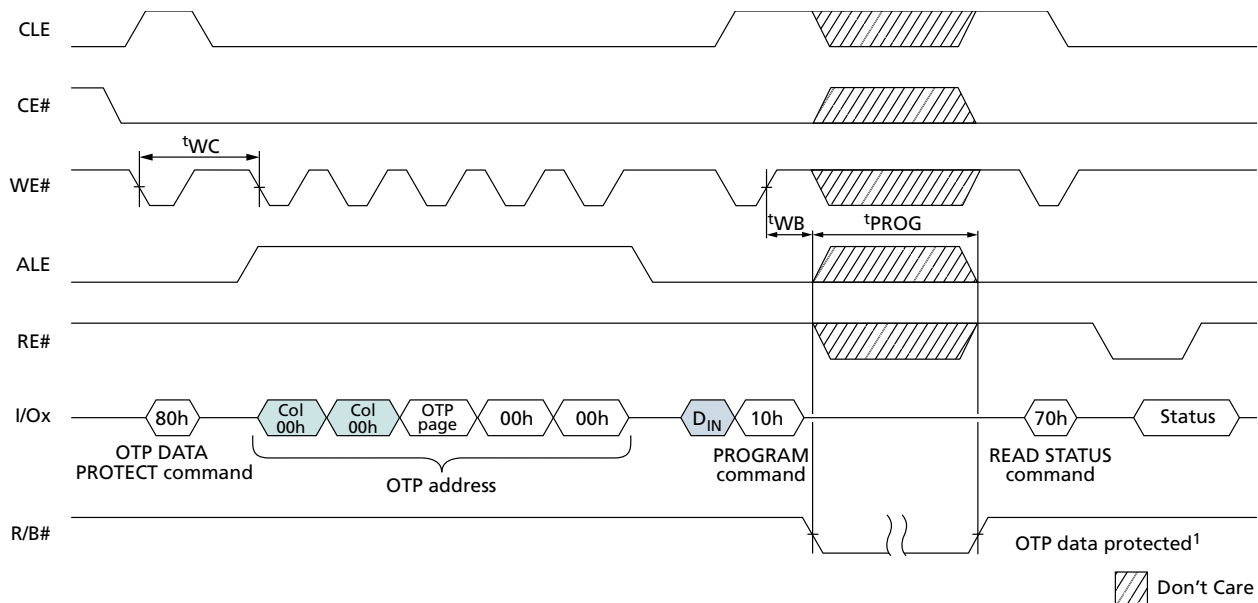 CLE
CE#
tWC
WE#
tWB
tPROG
ALE
RE#
I/Ox
80h
Col
00h
Col
00h
OTP
page
00h
00h
DIN
10h
70h
Status
OTP DATA
PROTECT command
OTP address
PROGRAM
command
READ STATUS
command
R/B#
OTP data protected1
Don't Care